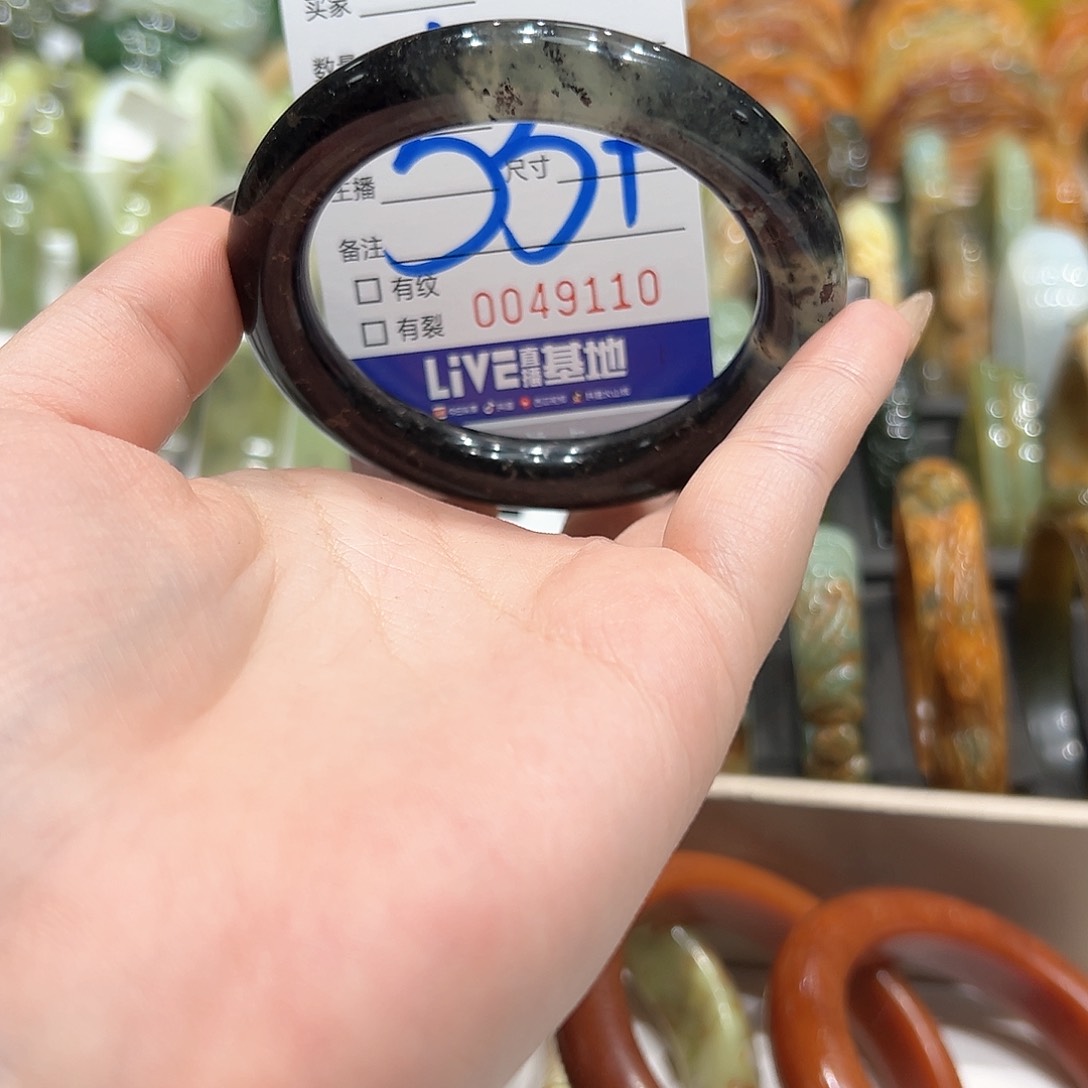 买家
数量
主播 尺寸
备注
有纹
有裂 0049110
LiVE直播基地